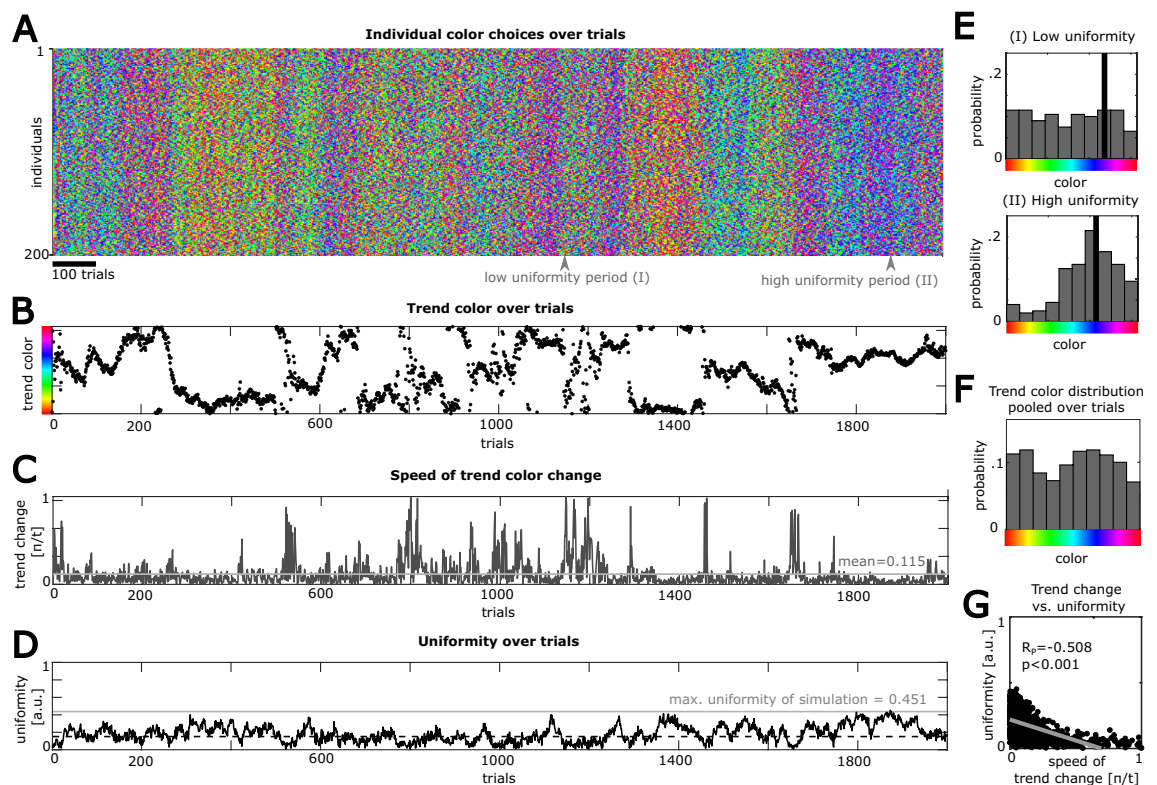 A
Individual color choices over trials
1
individuals
200
100 trials
low uniformity period (I)
high uniformity period (II)
B
Trend color over trials
trend color
0
200
600
1000
1400
1800
trials
C
Speed of trend color change
1
trend change
[π/t]
0
mean=0.115
0
200
600
1000
1400
1800
trials
D
Uniformity over trials
1
uniformity
[a.u.]
0
max. uniformity of simulation = 0.451
0
200
600
1000
1400
1800
trials
E
(I) Low uniformity
.2
probability
0
color
(II) High uniformity
.2
probability
0
color
F
Trend color distribution
pooled over trials
.1
probability
0
color
G
Trend change
vs. uniformity
1
uniformity [a.u.]
Rₚ=-0.508
p<0.001
0
0
1
speed of
trend change [π/t]